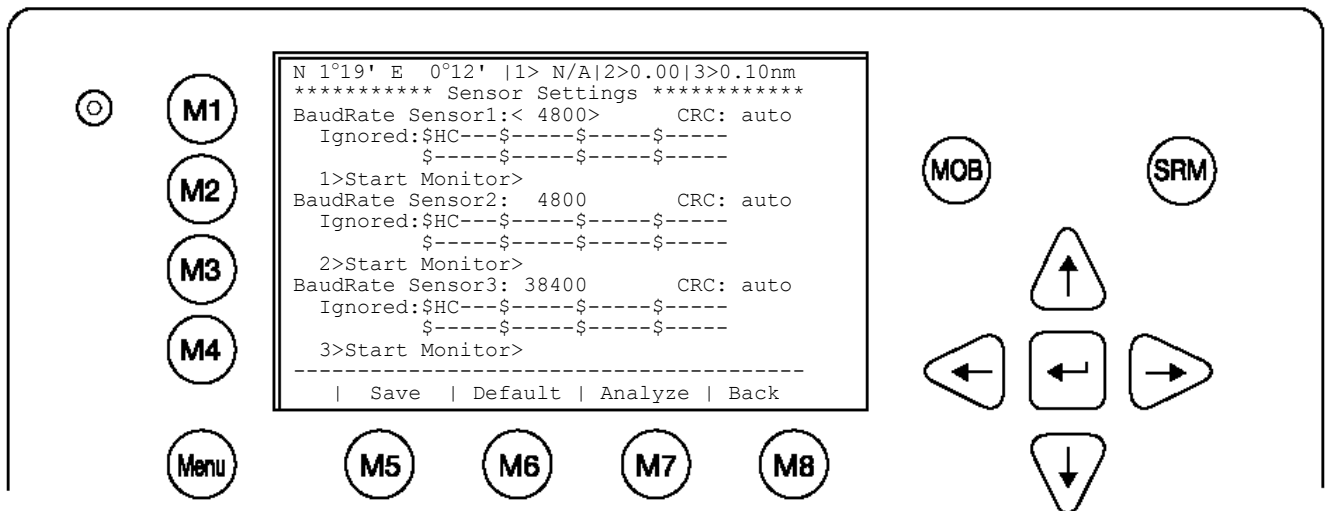 N 1°19' E   0°12' |1> N/A|2>0.00|3>0.10nm
*********** Sensor Settings ************
BaudRate Sensor1:< 4800>      CRC: auto
Ignored:$HC---$-----$-----$-----
$-----$-----$-----$-----
1>Start Monitor>
BaudRate Sensor2:  4800       CRC: auto
Ignored:$HC---$-----$-----$-----
$-----$-----$-----$-----
2>Start Monitor>
BaudRate Sensor3: 38400       CRC: auto
Ignored:$HC---$-----$-----$-----
$-----$-----$-----$-----
3>Start Monitor>
----------------------------------------
|  Save  | Default | Analyze | Back
M1
M2
M3
M4
MOB
SRM
Menu
M5
M6
M7
M8